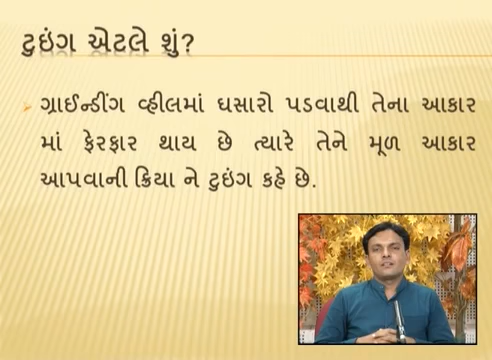 ટ્રુઇંગ એટલે શું?
ગ્રાઈન્ડીંગ વ્હીલમાં ઘસારો પડવાથી તેના આકાર
માં ફેરફાર થાય છે ત્યારે તેને મૂળ આકાર
આપવાની ક્રિયા ને ટ્રુઇંગ કહે છે.